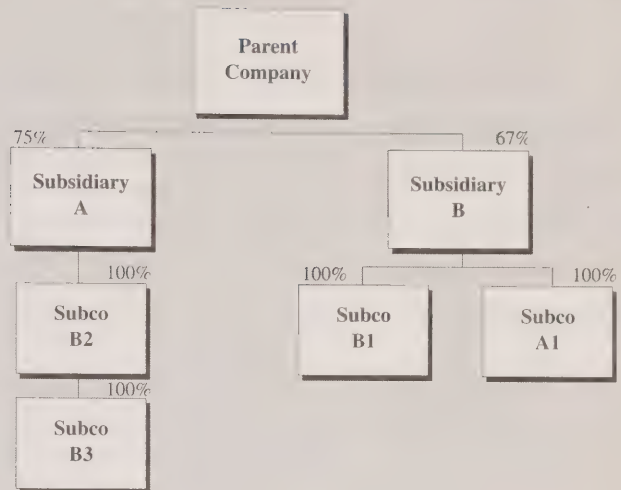 Parent
Company
75%
67%
Subsidiary
A
Subsidiary
B
100%
100%
100%
Subco
B2
Subco
B1
Subco
A1
100%
Subco
B3